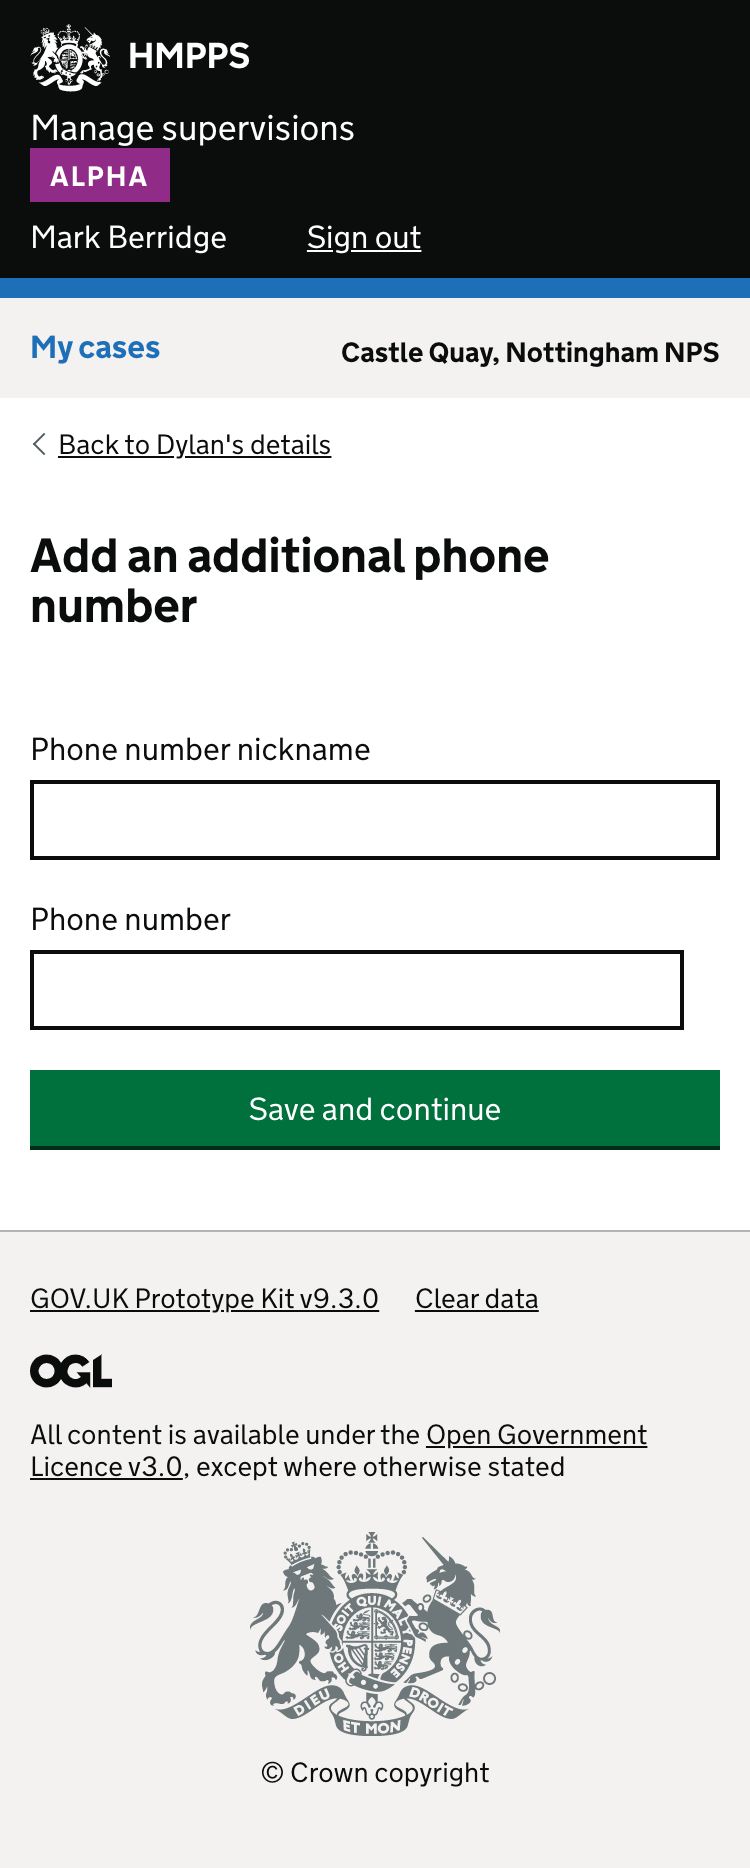 HMPPS
Manage supervisions
ALPHA
Mark Berridge Sign out
My cases Castle Quay, Nottingham NPS
Back to Dylan's details
Add an additional phone
number
Phone number nickname
Phone number
Save and continue
GOV.UK Prototype Kit v9.3.0 Clear data
OGL
All content is available under the Open Government
Licence v3.0, except where otherwise stated
SOIT QUI MAL Y PENSE
HON
DIEU ET MON DROIT
© Crown copyright